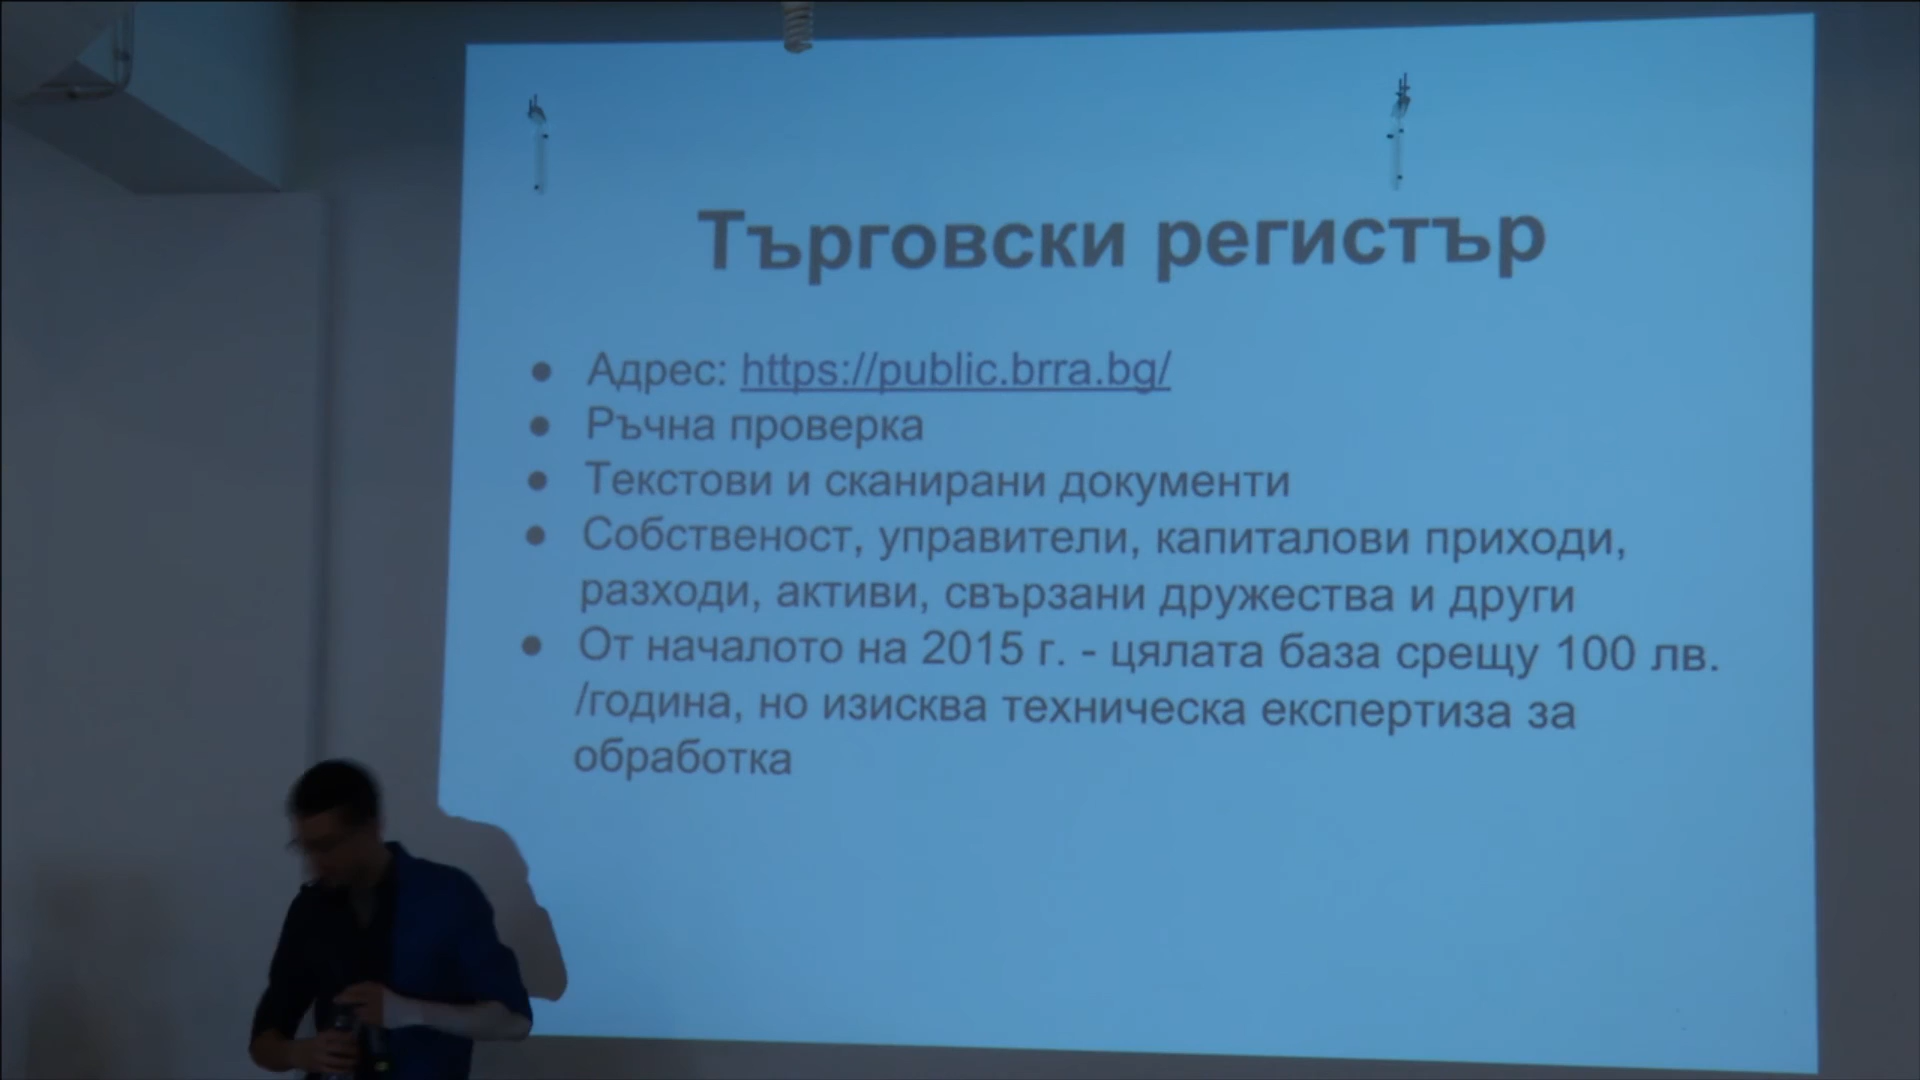 Търговски регистър
● Адрес: https://public.brra.bg/
● Ръчна проверка
● Текстови и сканирани документи
● Собственост, управители, капиталови приходи,
разходи, активи, свързани дружества и други
● От началото на 2015 г. - цялата база срещу 100 лв.
/година, но изисква техническа експертиза за
обработка